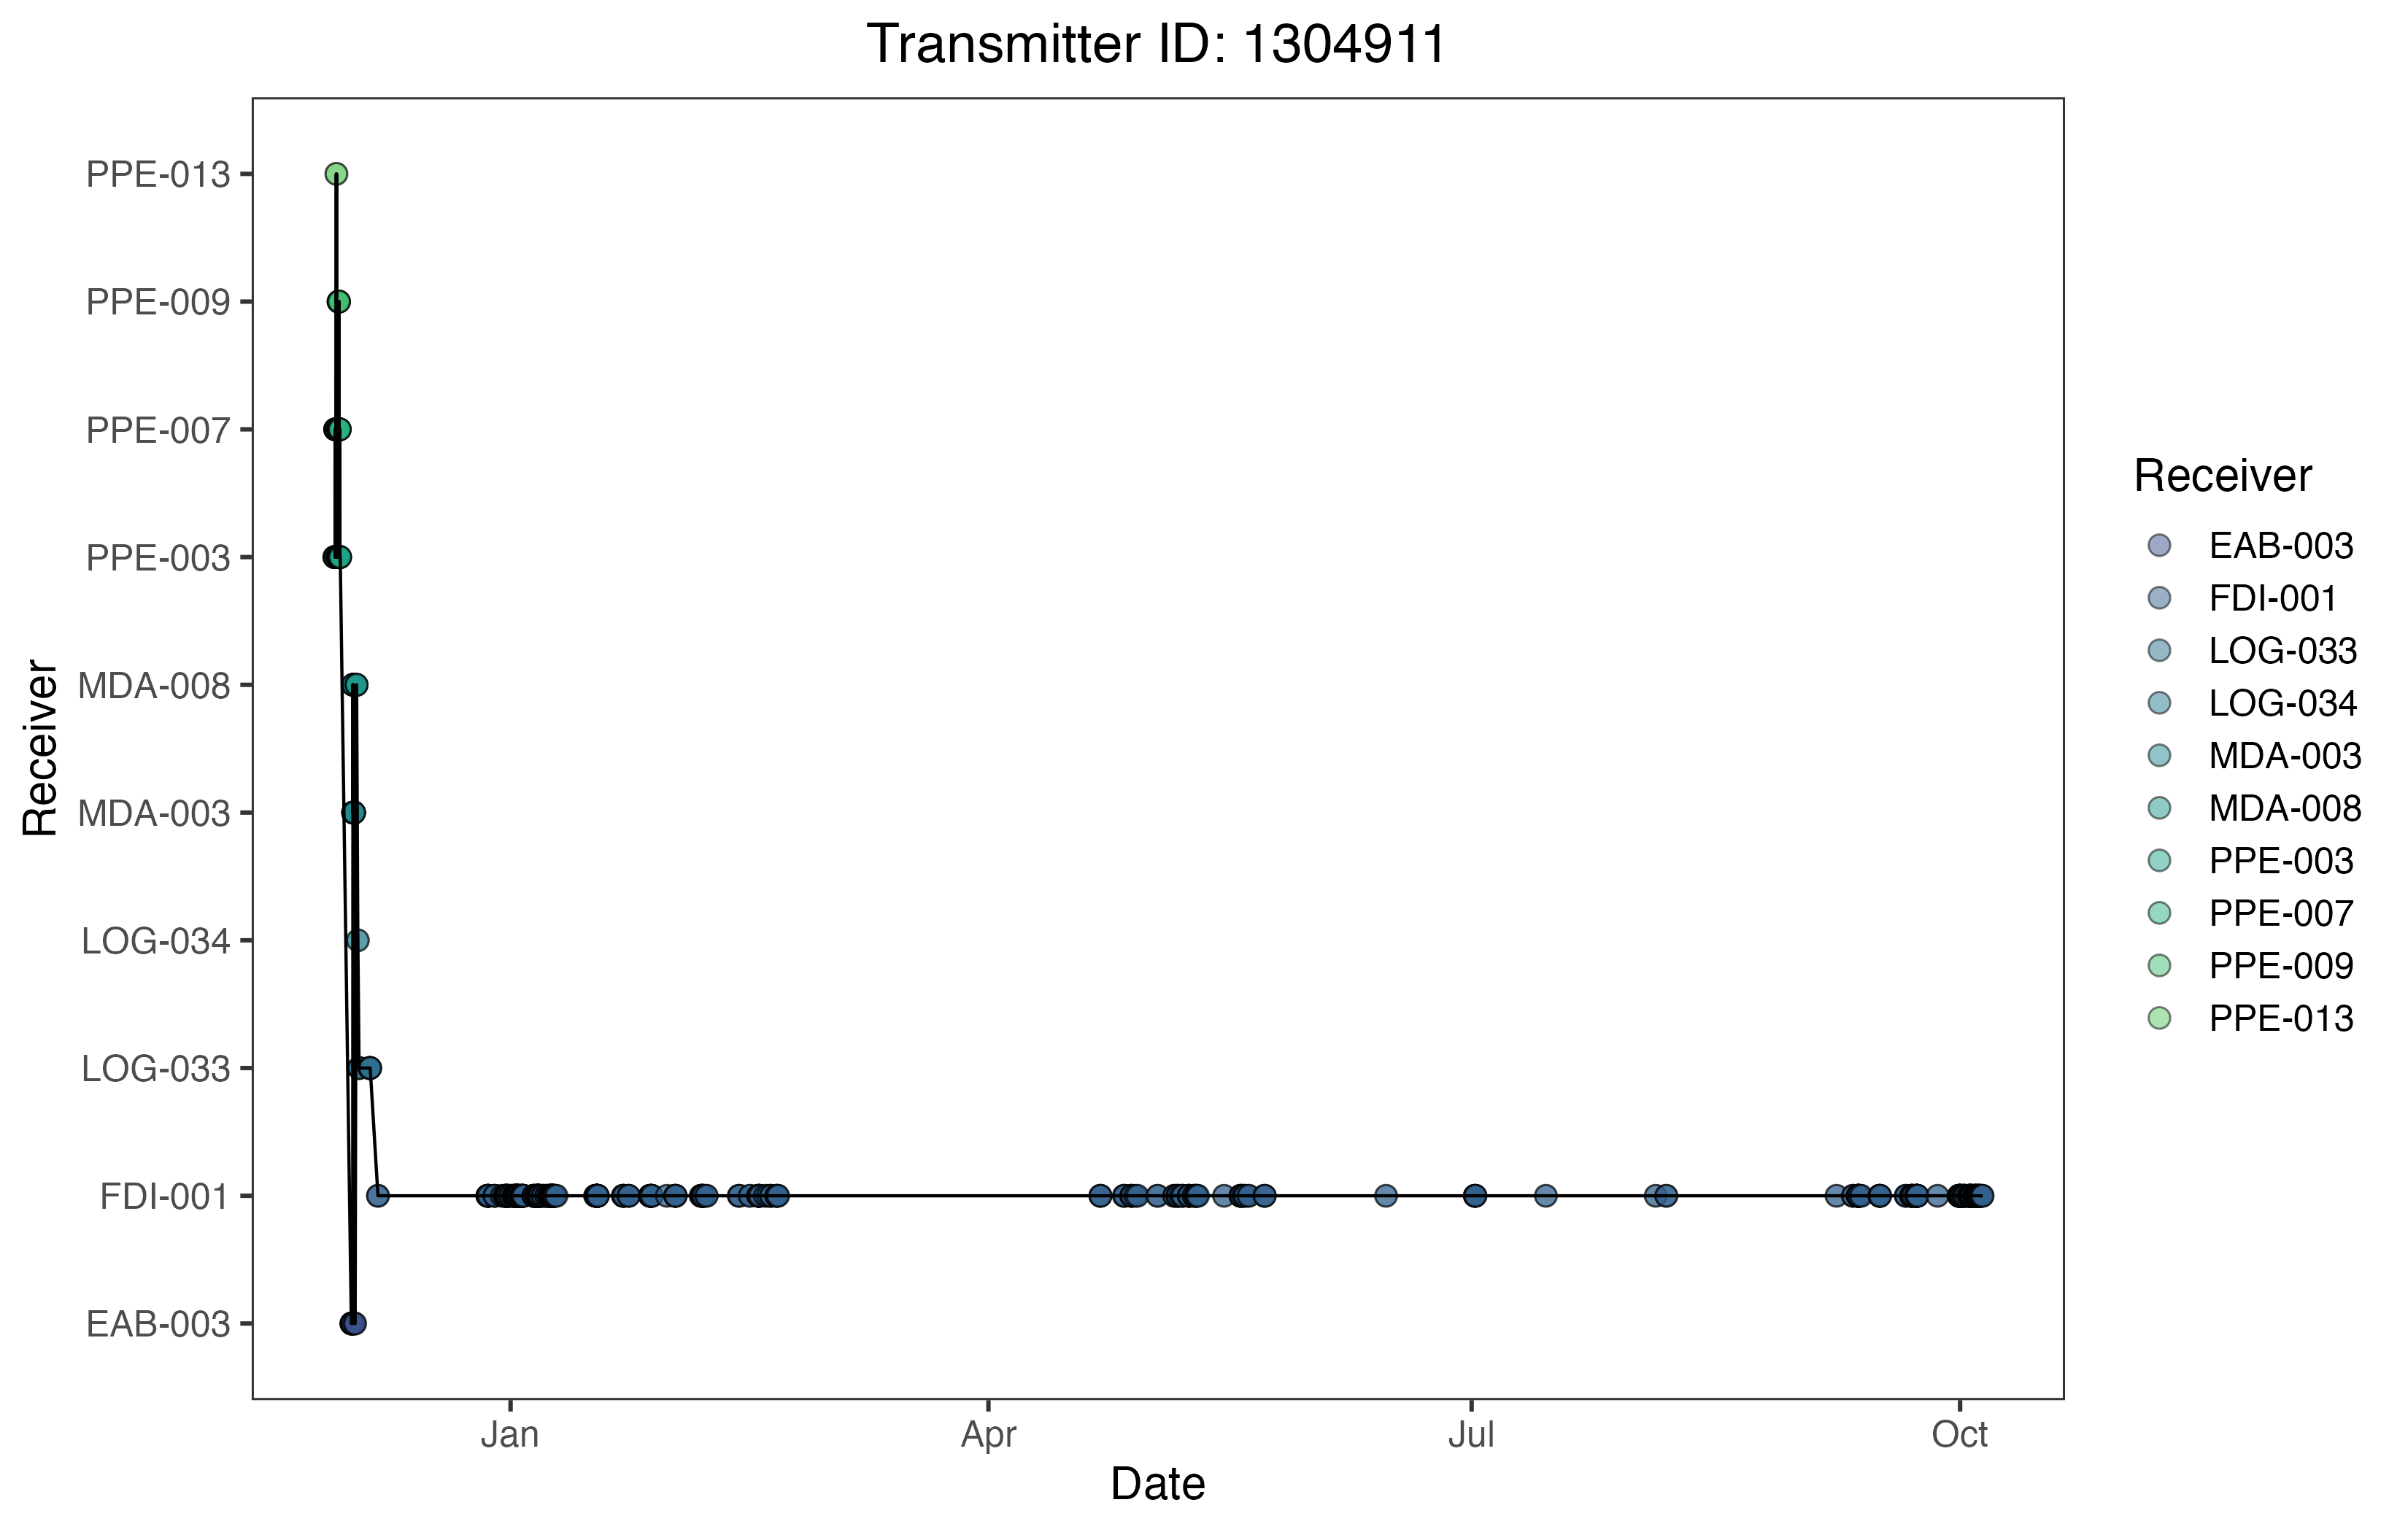 Transmitter ID: 1304911
PPE-013
PPE-009
PPE-007
PPE-003
MDA-008
MDA-003
LOG-034
LOG-033
FDI-001
EAB-003
Receiver
Jan
Apr
Jul
Oct
Date
Receiver
EAB-003
FDI-001
LOG-033
LOG-034
MDA-003
MDA-008
PPE-003
PPE-007
PPE-009
PPE-013